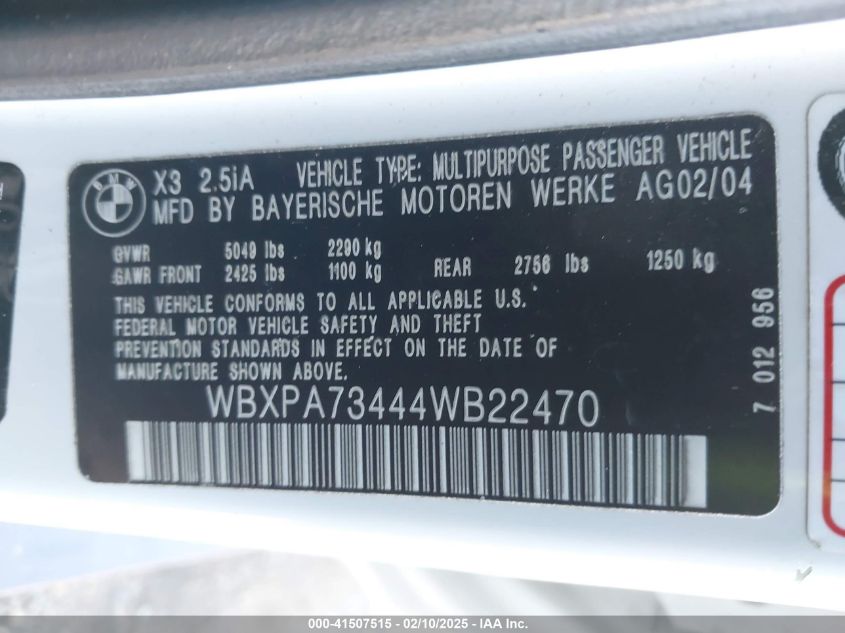 BMW
X3 2.5iA VEHICLE TYPE: MULTIPURPOSE PASSENGER VEHICLE
MFD BY BAYERISCHE MOTOREN WERKE AG02/04
GVWR 5049 lbs 2290 kg
GAWR FRONT 2425 lbs 1100 kg REAR 2756 lbs 1250 kg
THIS VEHICLE CONFORMS TO ALL APPLICABLE U.S.
FEDERAL MOTOR VEHICLE SAFETY AND THEFT
PREVENTION STANDARDS IN EFFECT ON THE DATE OF
MANUFACTURE SHOWN ABOVE.
WBXPA73444WB22470
7 012 956
000-41507515 - 02/10/2025 - IAA Inc.